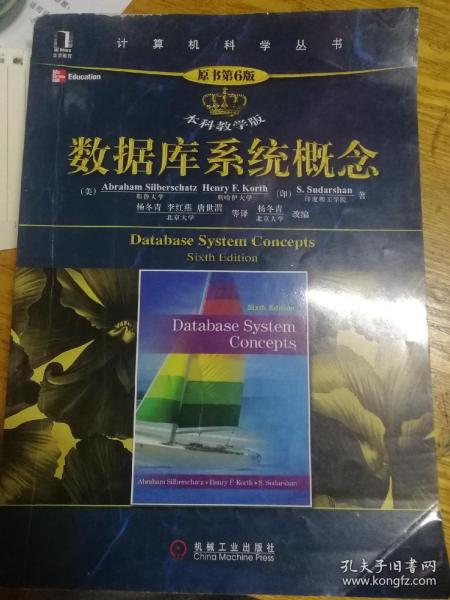 计算机科学丛书
华章教育
Education
原书第6版
本科教学版
数据库系统概念
(美) Abraham Silberschatz Henry F. Korth (印) S. Sudarshan 著
耶鲁大学 利哈伊大学 印度理工学院
杨冬青 李红燕 唐世渭 等译 杨冬青 改编
北京大学 北京大学
Database System Concepts
Sixth Edition
Sixth Edition
Database System
Concepts
Abraham Silberschatz • Henry F. Korth • S. Sudarshan
机械工业出版社
China Machine Press
孔夫子旧书网
www.kongfz.com